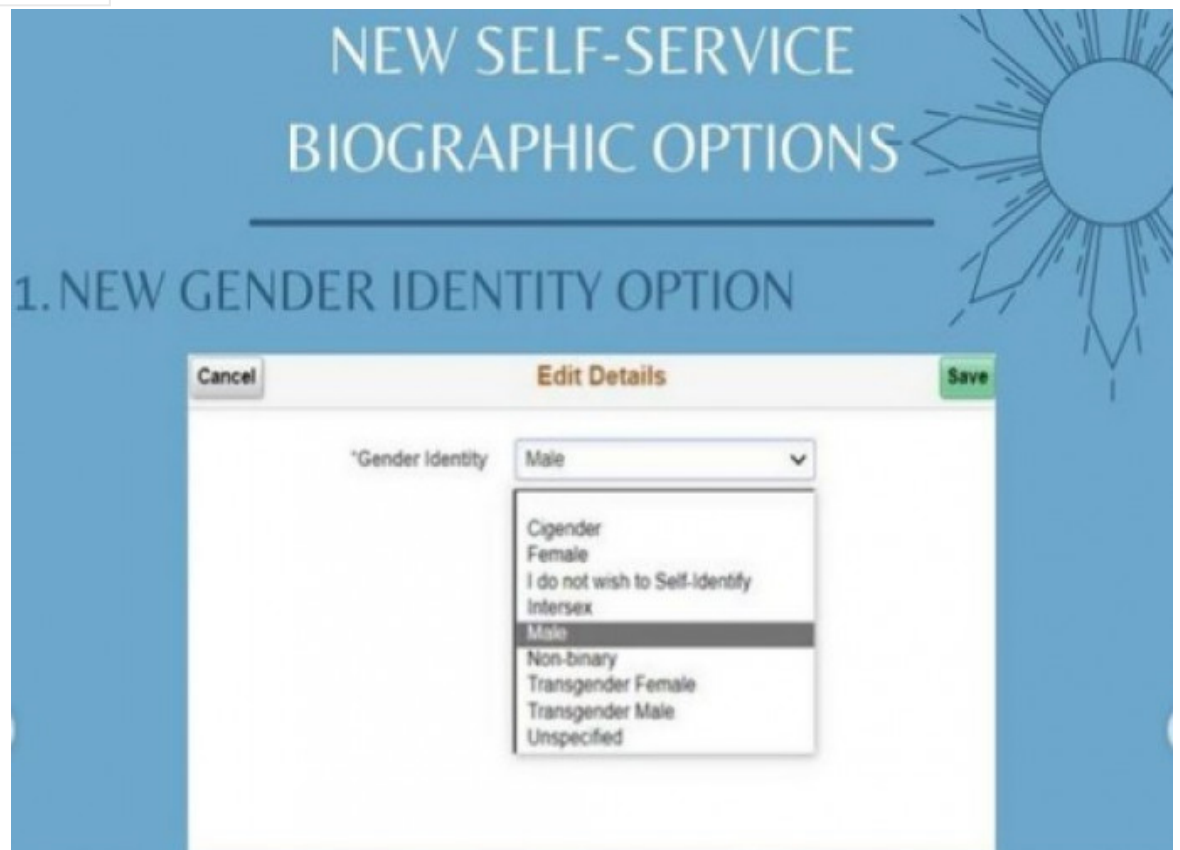 NEW SELF-SERVICE
BIOGRAPHIC OPTIONS
1. NEW GENDER IDENTITY OPTION
Cancel
Edit Details
Save
*Gender Identity
Male
Cigender
Female
I do not wish to Self-Identify
Intersex
Male
Non-binary
Transgender Female
Transgender Male
Unspecified